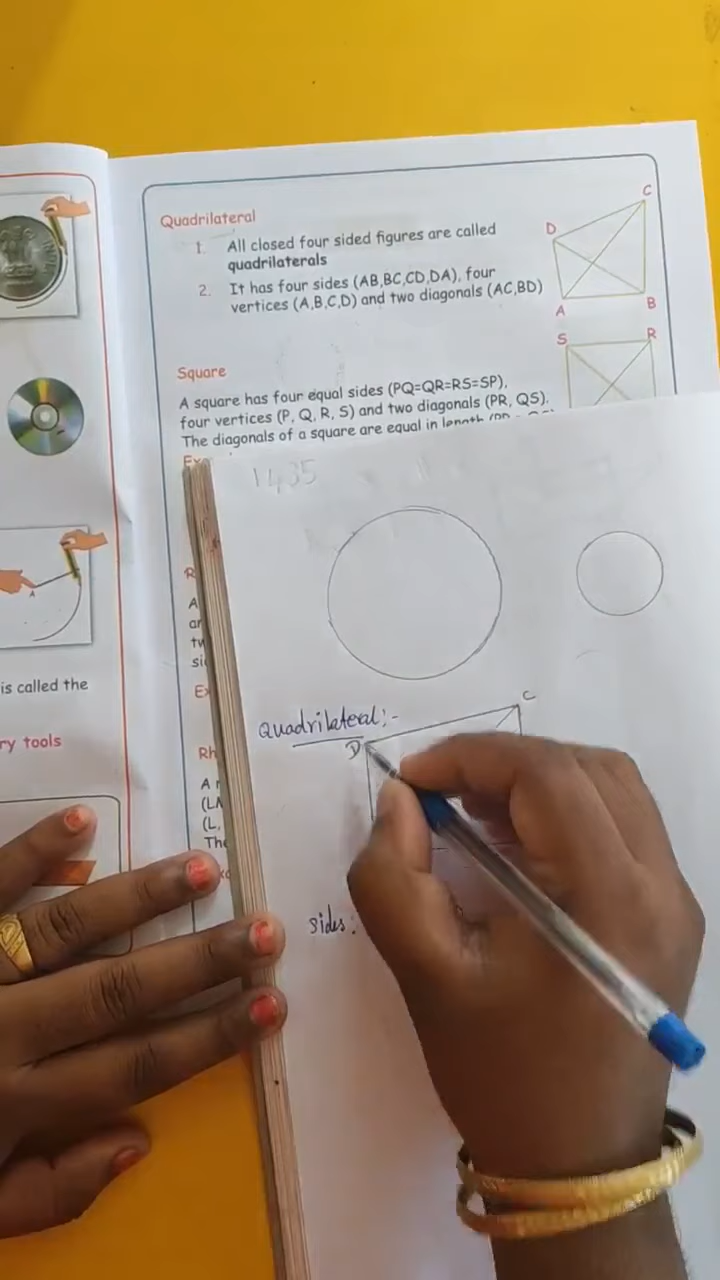 Quadrilateral
1. All closed four sided figures are called
quadrilaterals
2. It has four sides (AB,BC,CD,DA), four
vertices (A,B,C,D) and two diagonals (AC,BD)
C
D
A
B
S
R
Square
A square has four equal sides (PQ=QR=RS=SP),
four vertices (P, Q, R, S) and two diagonals (PR, QS).
The diagonals of a square are equal in length
1435
A
is called the
ry tools
Quadrilateral:-
C
D
sides:
R
A
si
Rh
A
(L
The